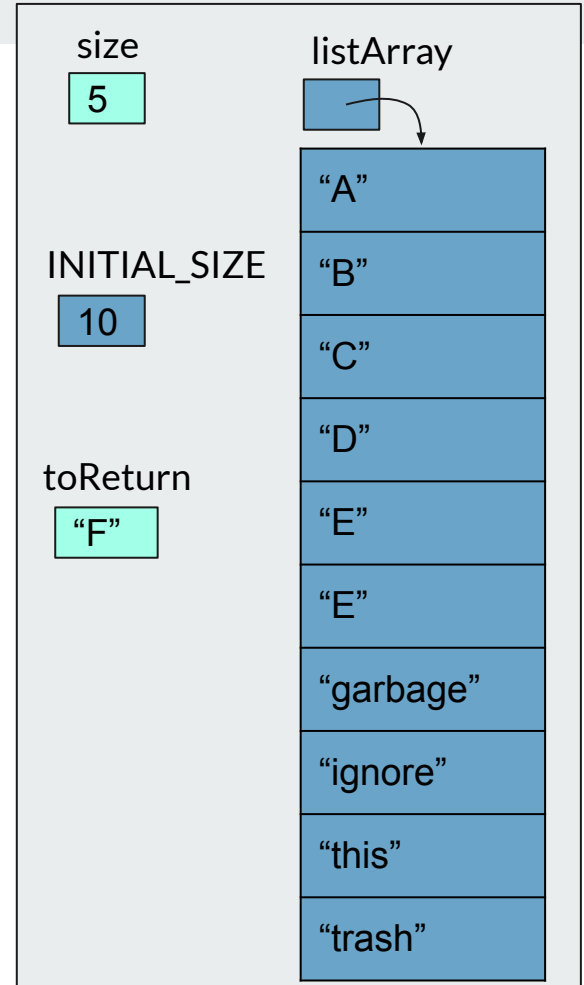 size
5
listArray
INITIAL_SIZE
10
toReturn
“F”
“A”
“B”
“C”
“D”
“E”
“E”
“garbage”
“ignore”
“this”
“trash”